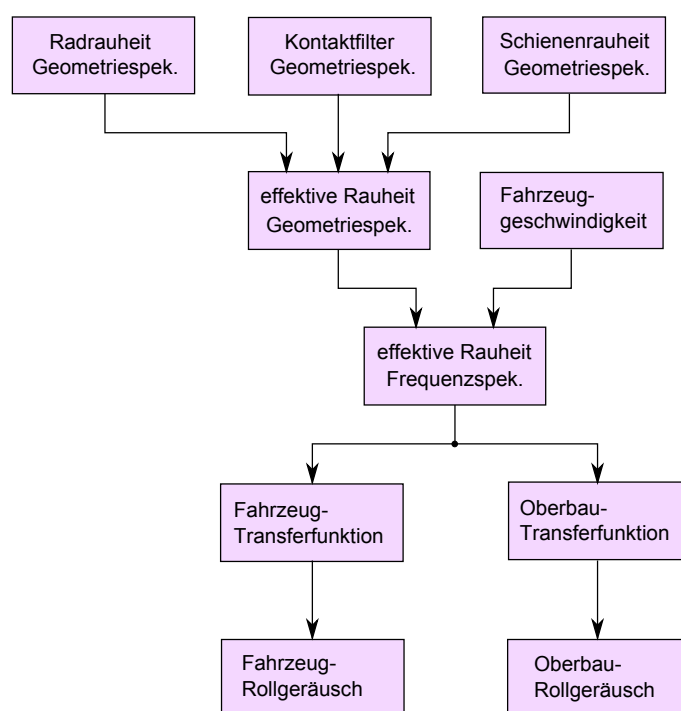 Radrauheit
Geometriespek.
Kontaktfilter
Geometriespek.
Schienenrauheit
Geometriespek.
effektive Rauheit
Geometriespek.
Fahrzeug-
geschwindigkeit
effektive Rauheit
Frequenzspek.
Fahrzeug-
Transferfunktion
Oberbau-
Transferfunktion
Fahrzeug-
Rollgeräusch
Oberbau-
Rollgeräusch